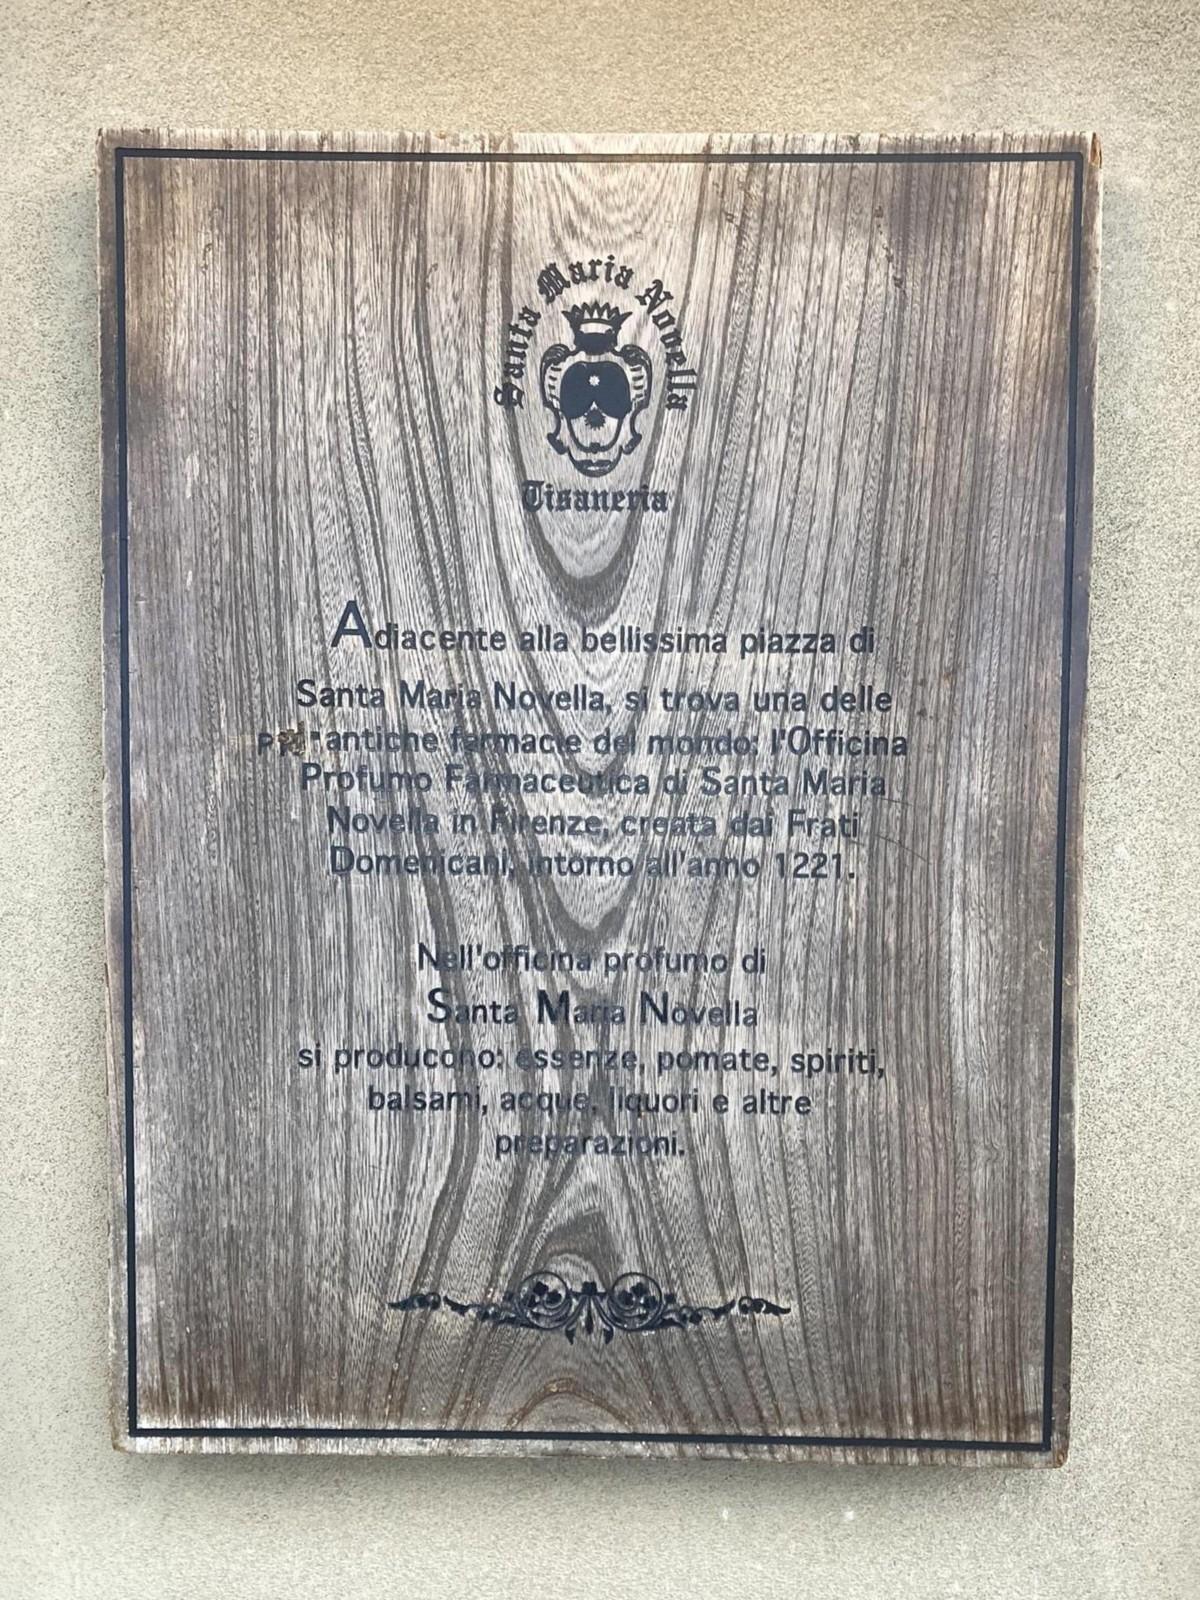 Santa Maria Novella
Tisaneria
Adiacente alla bellissima piazza di
Santa Maria Novella, si trova una delle
antiche farmacie del mondo: l'Officina
Profumo Farmaceutica di Santa Maria
Novella in Firenze, creata dai Frati
Domenicani, intorno all'anno 1221.
Nell'officina profumo di
Santa Maria Novella
si producono: essenze, pomate, spiriti,
balsami, acque, liquori e altre
preparazioni.